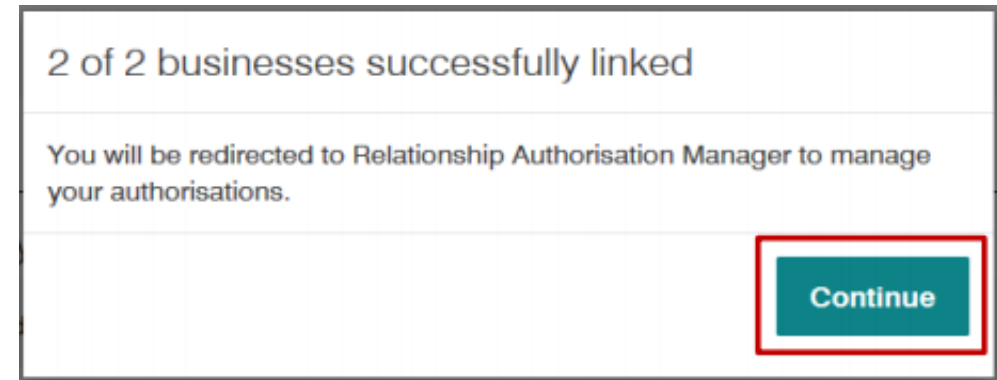 2 of 2 businesses successfully linked
You will be redirected to Relationship Authorisation Manager to manage
your authorisations.
Continue